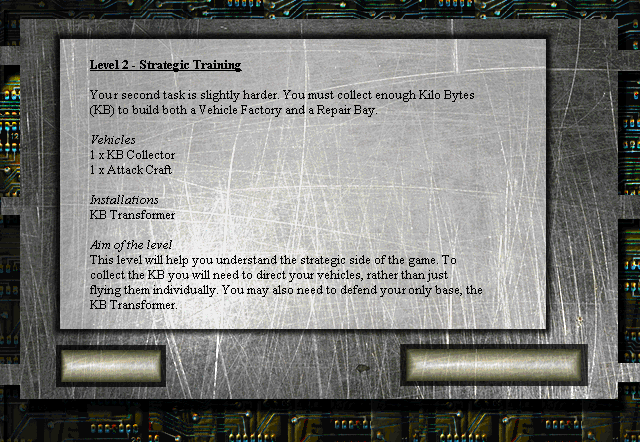 Level 2 - Strategic Training
Your second task is slightly harder. You must collect enough Kilo Bytes
(KB) to build both a Vehicle Factory and a Repair Bay.
Vehicles
1 x KB Collector
1 x Attack Craft
Installations
KB Transformer
Aim of the level
This level will help you understand the strategic side of the game. To
collect the KB you will need to direct your vehicles, rather than just
flying them individually. You may also need to defend your only base, the
KB Transformer.